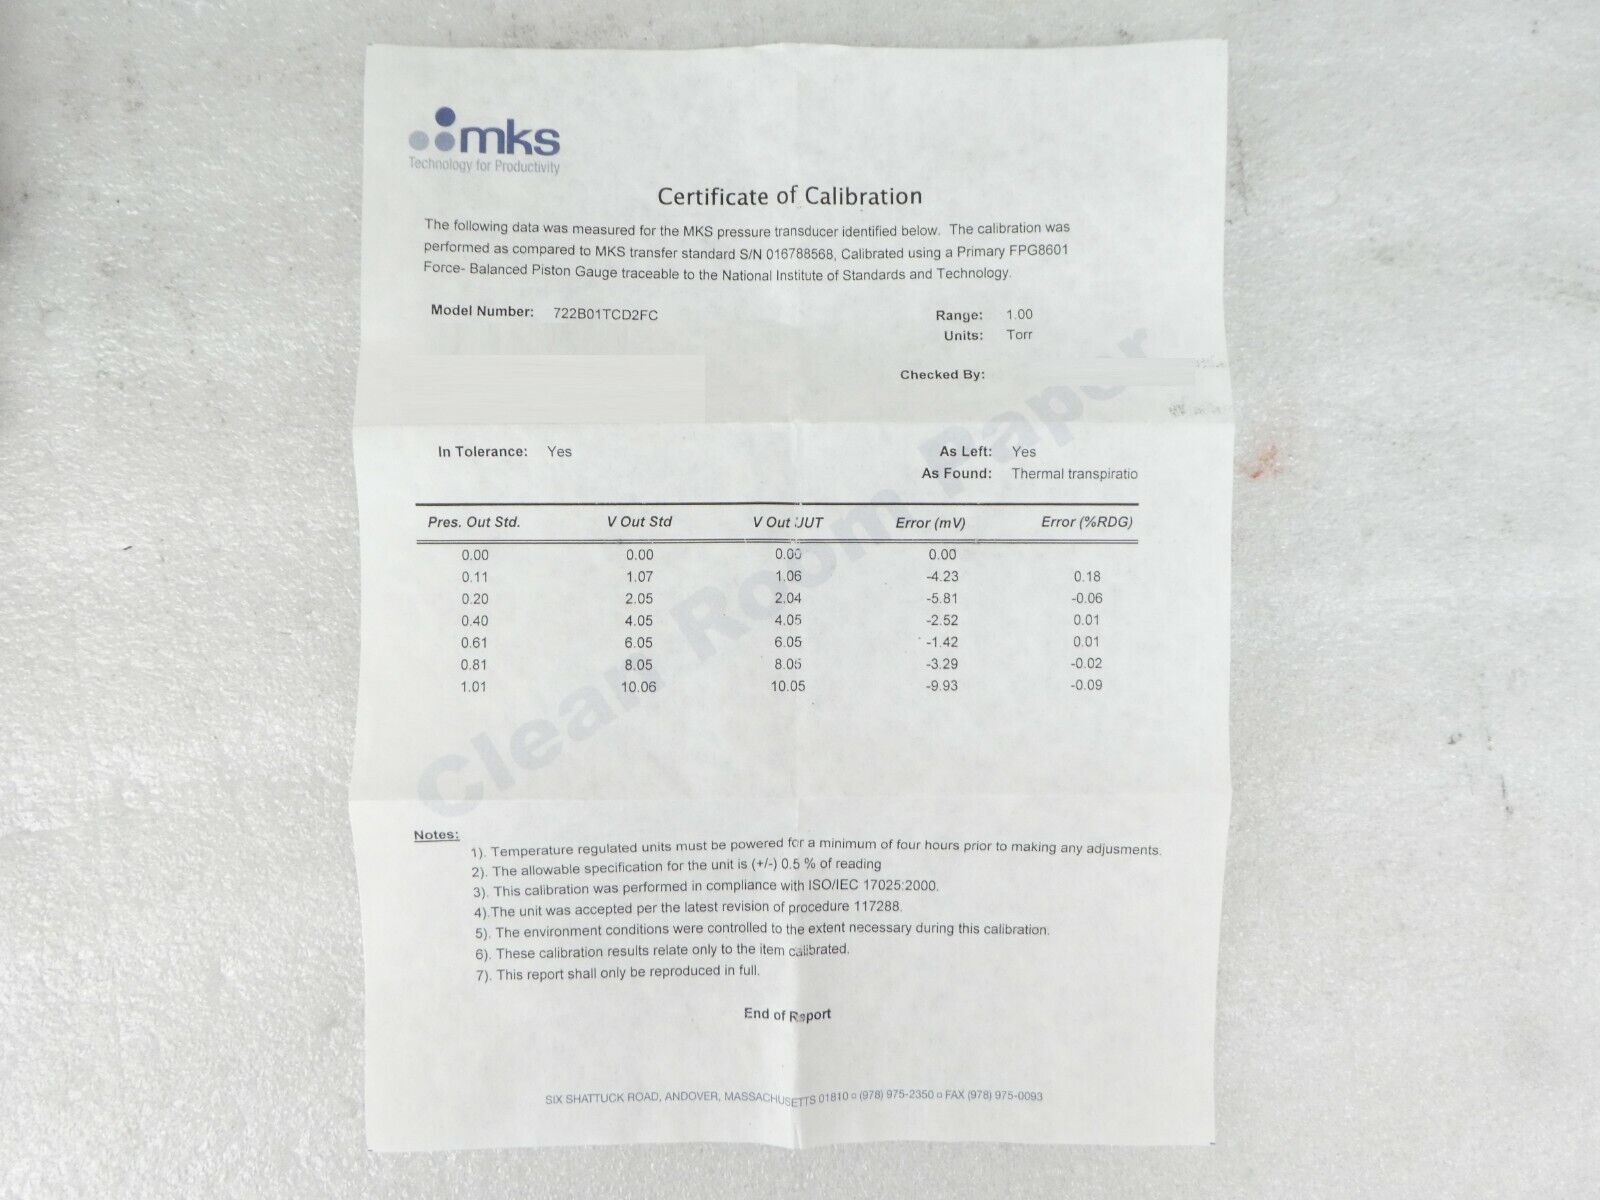 mks
Technology for Productivity
Certificate of Calibration
The following data was measured for the MKS pressure transducer identified below. The calibration was
performed as compared to MKS transfer standard S/N 016788568, Calibrated using a Primary FPG8601
Force- Balanced Piston Gauge traceable to the National Institute of Standards and Technology.
Model Number: 722B01TCD2FC Range: 1.00
Units: Torr
Checked By:
In Tolerance: Yes As Left: Yes
As Found: Thermal transpiratio
Pres. Out Std. V Out Std V Out UUT Error (mV) Error (%RDG)
0.00 0.00 0.00 0.00
0.11 1.07 1.06 -4.23 0.18
0.20 2.05 2.04 -5.81 -0.06
0.40 4.05 4.05 -2.52 0.01
0.61 6.05 6.05 -1.42 0.01
0.81 8.05 8.05 -3.29 -0.02
1.01 10.06 10.05 -9.93 -0.09
Clean Room Paper
Notes:
1). Temperature regulated units must be powered for a minimum of four hours prior to making any adjusments.
2). The allowable specification for the unit is (+/-) 0.5 % of reading
3). This calibration was performed in compliance with ISO/IEC 17025:2000.
4).The unit was accepted per the latest revision of procedure 117288.
5). The environment conditions were controlled to the extent necessary during this calibration.
6). These calibration results relate only to the item calibrated.
7). This report shall only be reproduced in full.
End of Report
SIX SHATTUCK ROAD, ANDOVER, MASSACHUSETTS 01810 ¤ (978) 975-2350 ¤ FAX (978) 975-0093